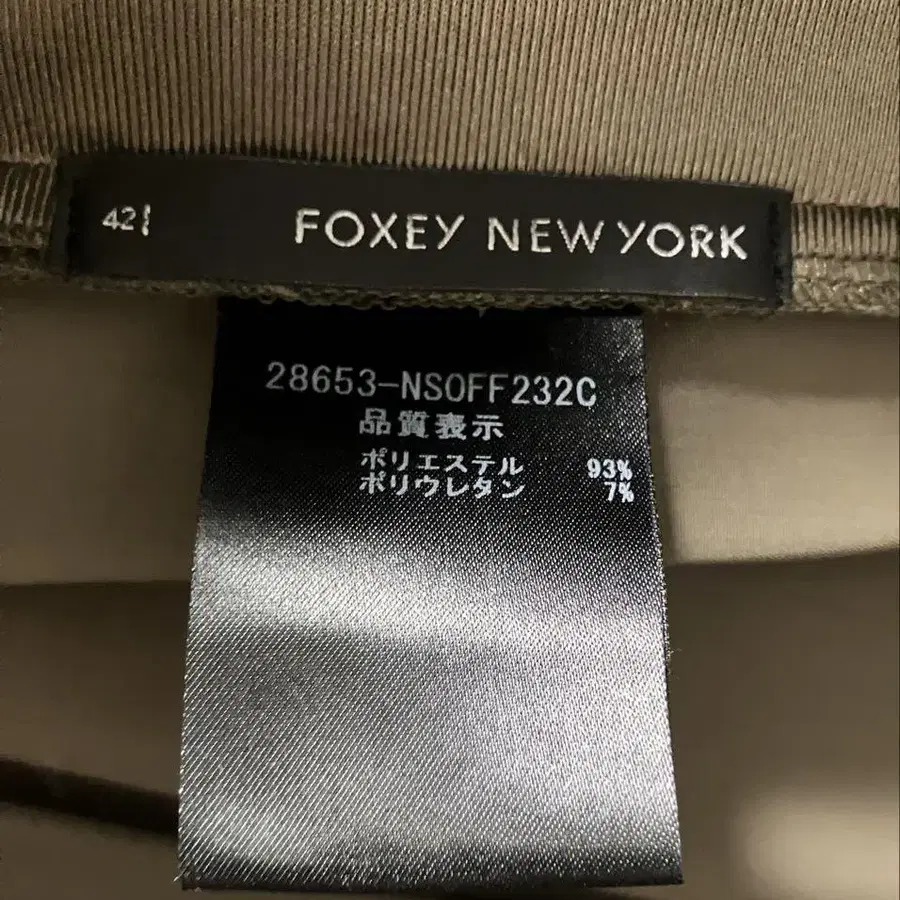 42
FOXEY NEW YORK
28653-NSOFF232C
品質表示
ポリエステル 93%
ポリウレタン 7%